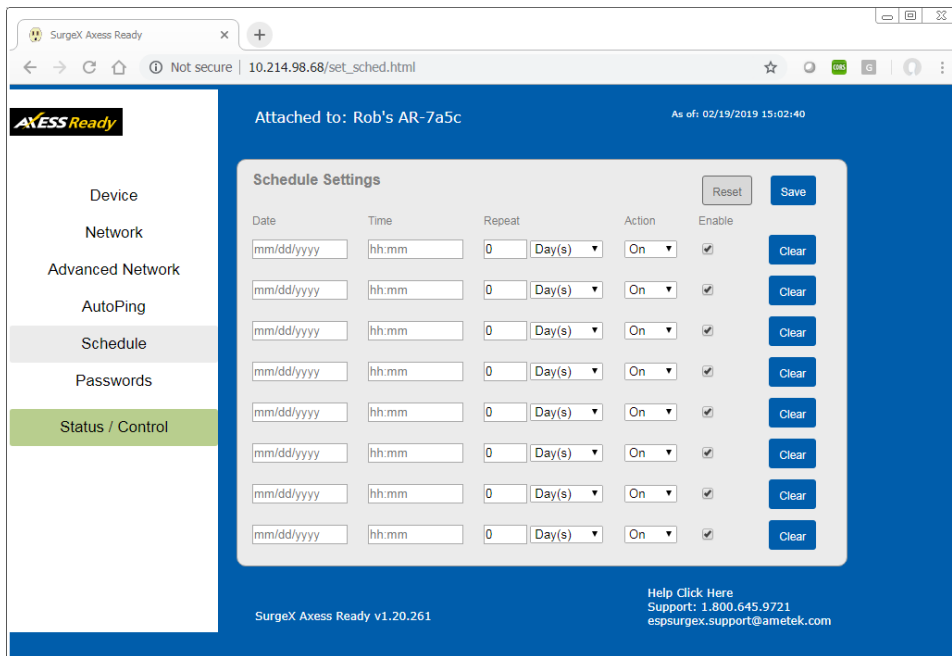 SurgeX Axess Ready
Not secure | 10.214.98.68/set_sched.html
COBS
G
AXESS Ready
Attached to: Rob's AR-7a5c
As of: 02/19/2019 15:02:40
Device
Network
Advanced Network
AutoPing
Schedule
Passwords
Status / Control
Schedule Settings
Reset
Save
Date Time Repeat Action Enable
mm/dd/yyyy hh:mm 0 Day(s) On Clear
mm/dd/yyyy hh:mm 0 Day(s) On Clear
mm/dd/yyyy hh:mm 0 Day(s) On Clear
mm/dd/yyyy hh:mm 0 Day(s) On Clear
mm/dd/yyyy hh:mm 0 Day(s) On Clear
mm/dd/yyyy hh:mm 0 Day(s) On Clear
mm/dd/yyyy hh:mm 0 Day(s) On Clear
mm/dd/yyyy hh:mm 0 Day(s) On Clear
SurgeX Axess Ready v1.20.261
Help Click Here
Support: 1.800.645.9721
espsurgex.support@ametek.com